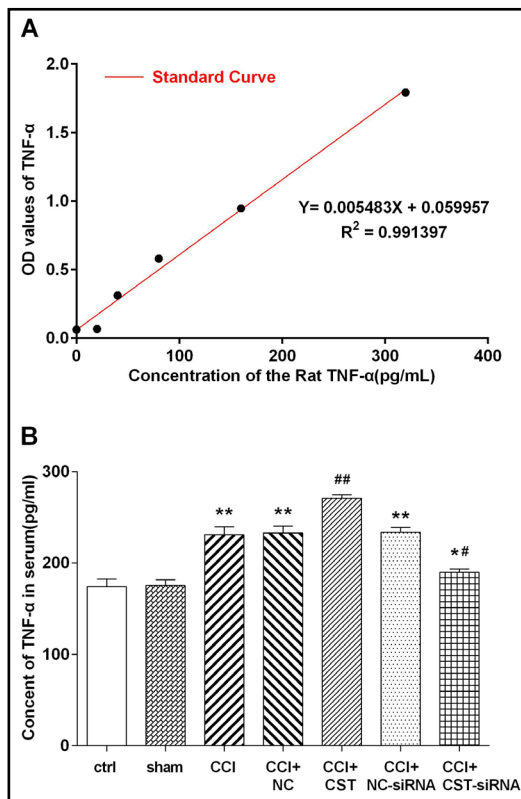 A
Standard Curve
2.0
1.5
1.0
0.5
0.0
OD values of TNF-α
Y= 0.005483X + 0.059957
R² = 0.991397
0 100 200 300 400
Concentration of the Rat TNF-α(pg/mL)
B
300
200
100
0
Concent of TNF-α in serum(pg/ml)
** ** ## ** *#
ctrl sham CCI CCI+ CCI+ CCI+ CCI+
NC CST NC-siRNA CST-siRNA